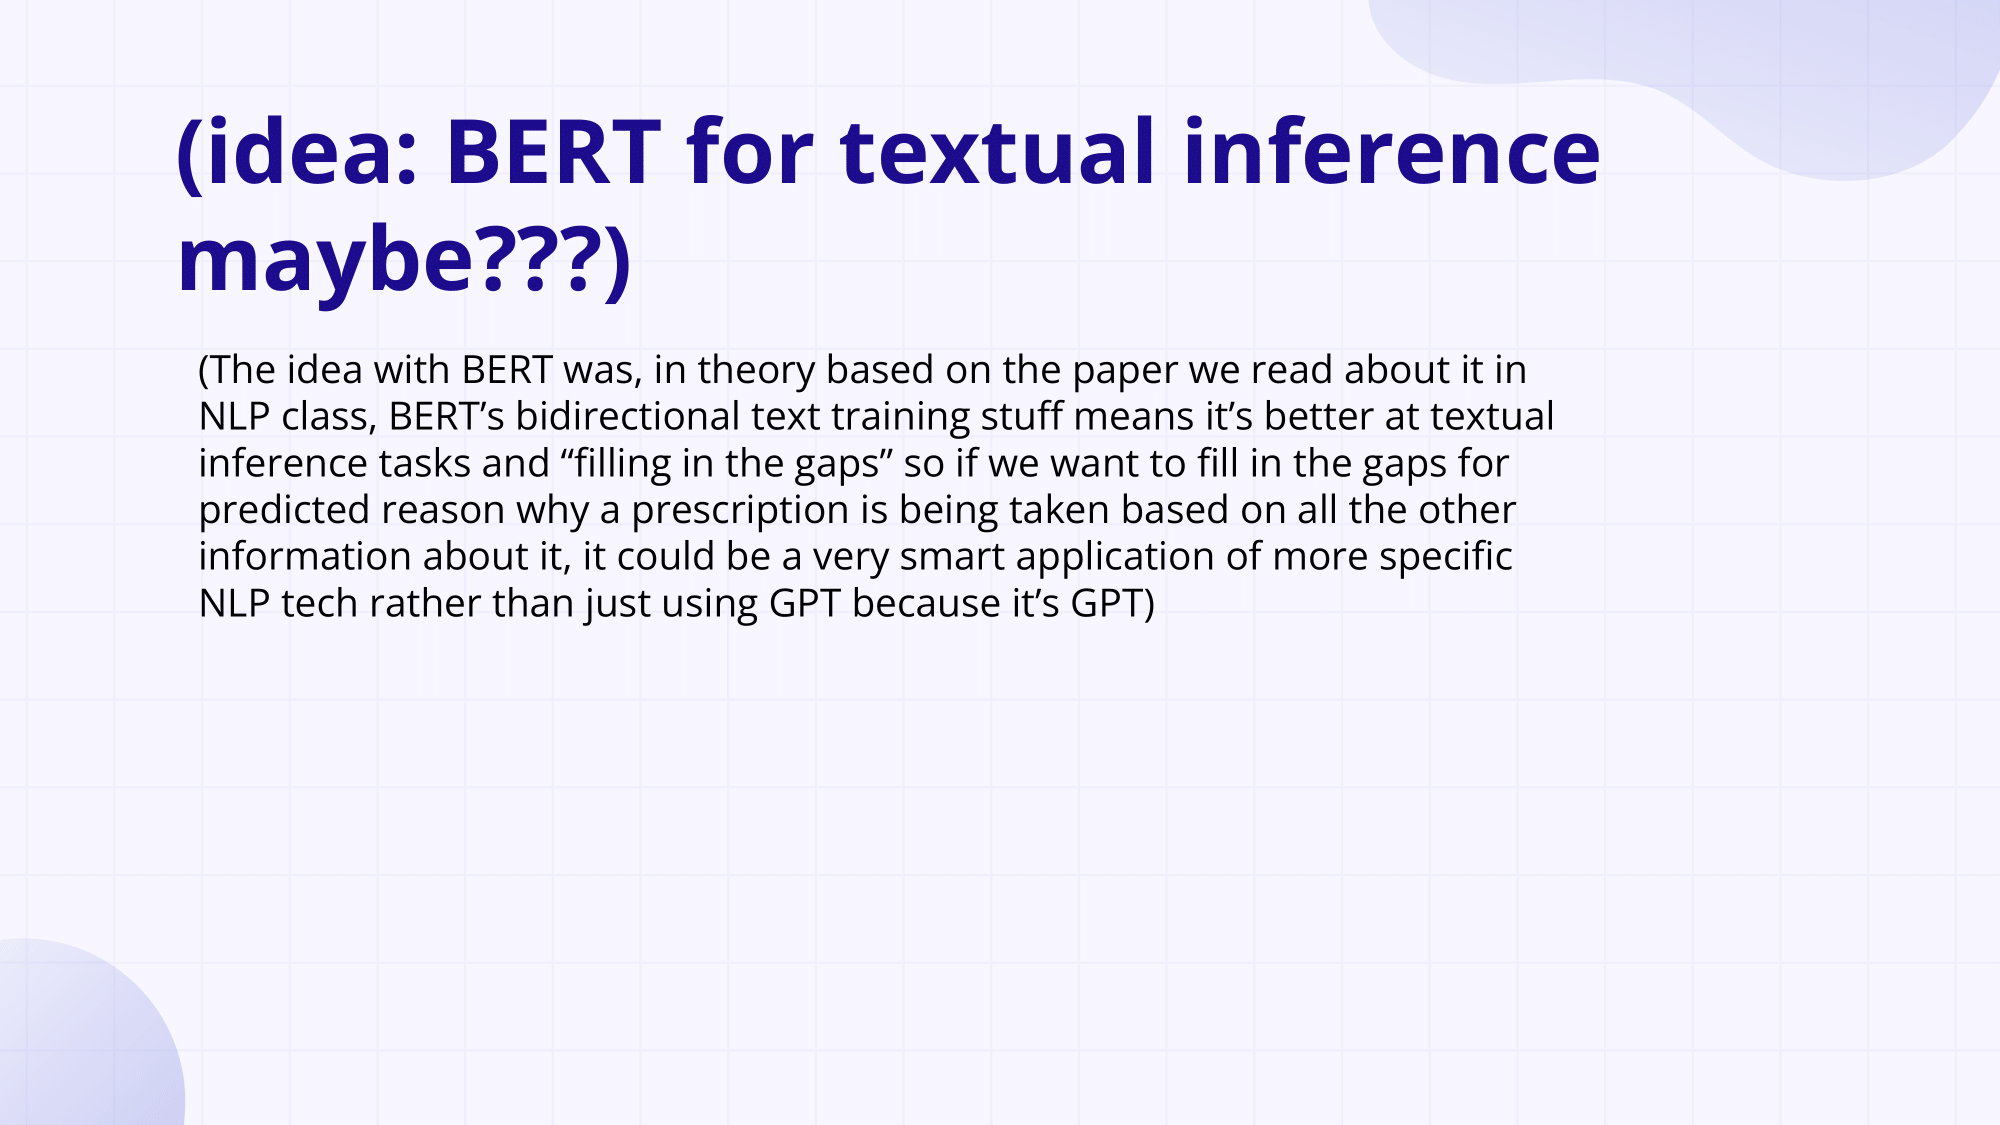 (idea: BERT for textual inference
maybe???)
(The idea with BERT was, in theory based on the paper we read about it in
NLP class, BERT’s bidirectional text training stuff means it’s better at textual
inference tasks and “filling in the gaps” so if we want to fill in the gaps for
predicted reason why a prescription is being taken based on all the other
information about it, it could be a very smart application of more specific
NLP tech rather than just using GPT because it’s GPT)